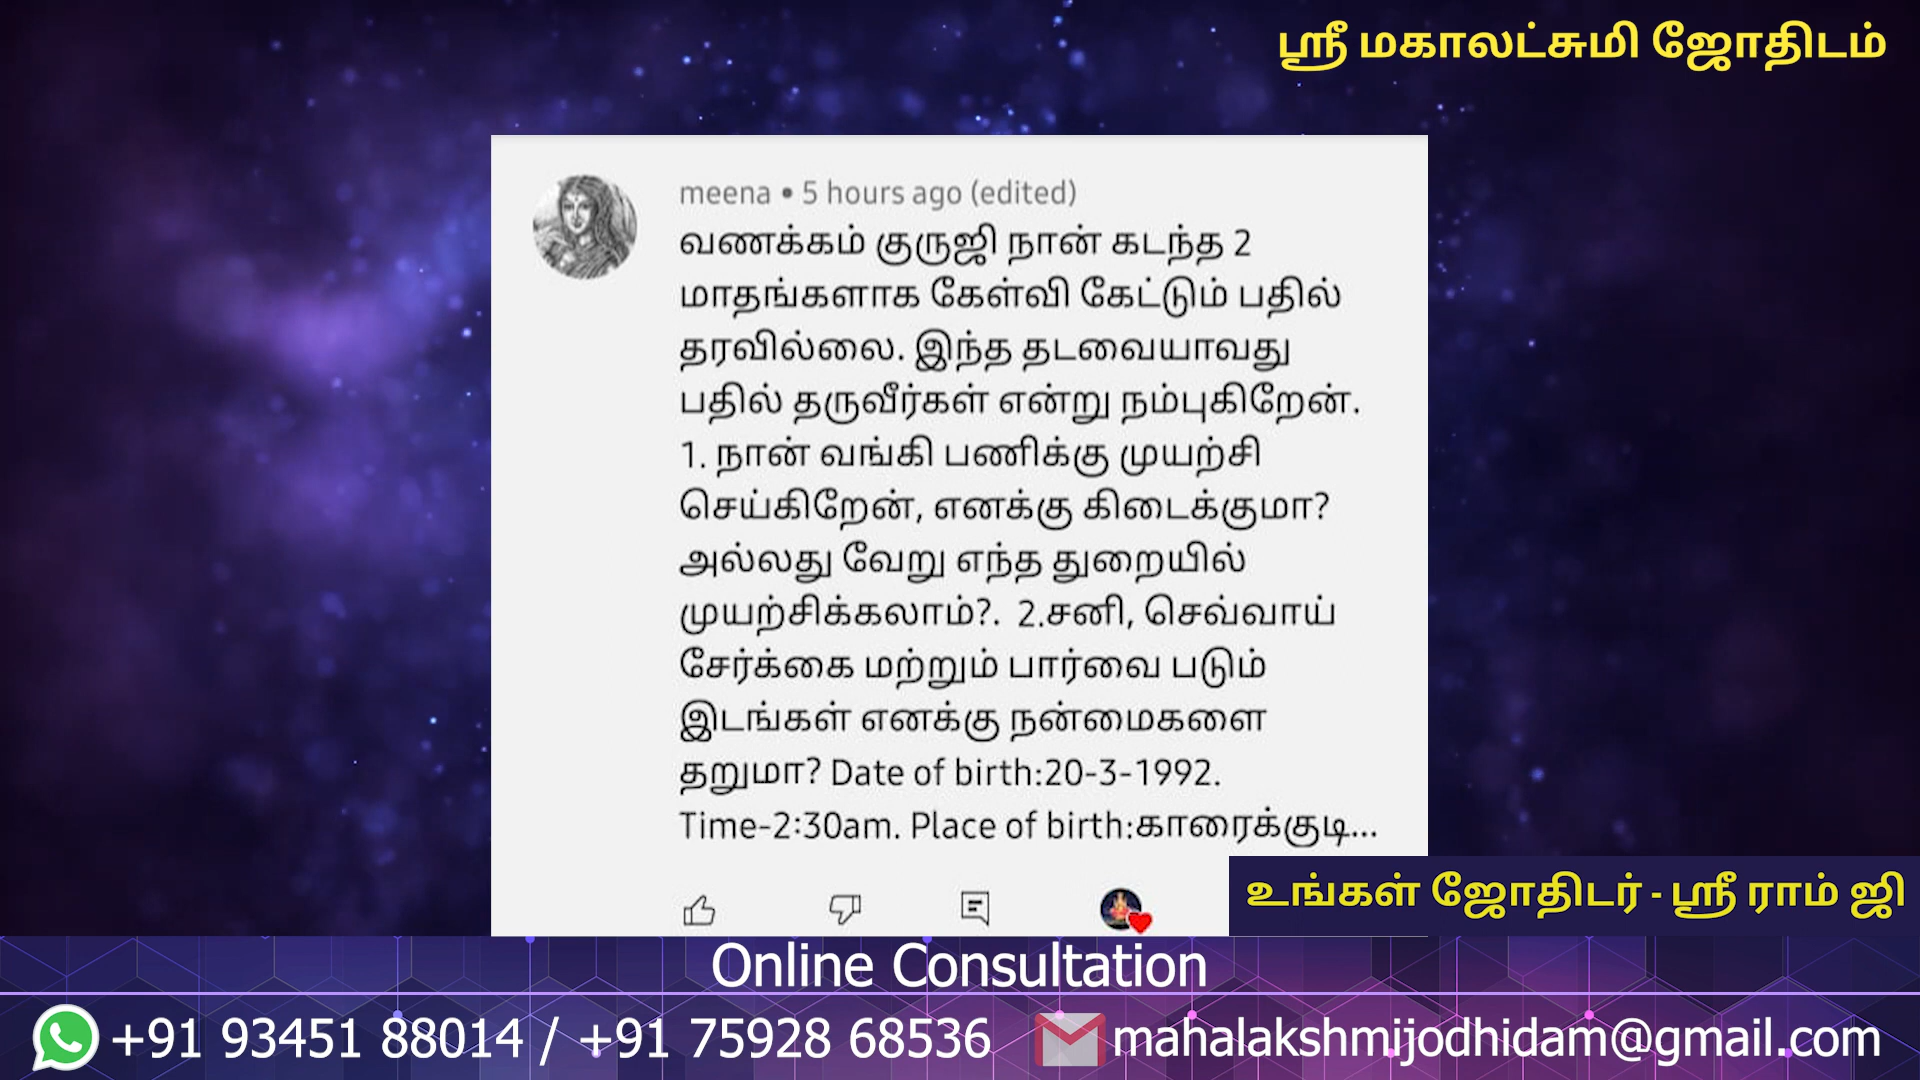 ஸ்ரீ மகாலட்சுமி ஜோதிடம்
meena • 5 hours ago (edited)
வணக்கம் குருஜி நான் கடந்த 2
மாதங்களாக கேள்வி கேட்டும் பதில்
தரவில்லை. இந்த தடவையாவது
பதில் தருவீர்கள் என்று நம்புகிறேன்.
1. நான் வங்கி பணிக்கு முயற்சி
செய்கிறேன், எனக்கு கிடைக்குமா?
அல்லது வேறு எந்த துறையில்
முயற்சிக்கலாம்?. 2.சனி, செவ்வாய்
சேர்க்கை மற்றும் பார்வை படும்
இடங்கள் எனக்கு நன்மைகளை
தறுமா? Date of birth:20-3-1992.
Time-2:30am. Place of birth:காரைக்குடி...
உங்கள் ஜோதிடர் - ஸ்ரீ ராம் ஜி
Online Consultation
+91 93451 88014 / +91 75928 68536 mahalakshmijodhidam@gmail.com